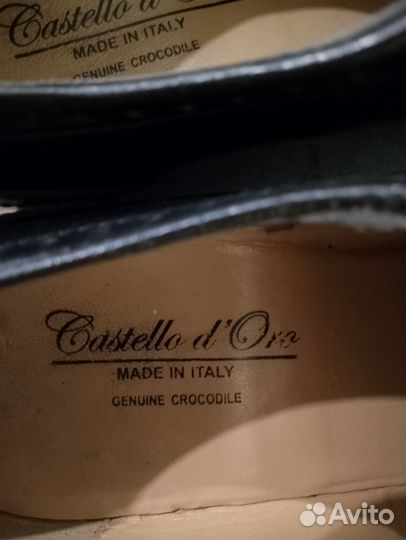 Castello d'Oro
MADE IN ITALY
GENUINE CROCODILE
Castello d'Oro
MADE IN ITALY
GENUINE CROCODILE
Avito